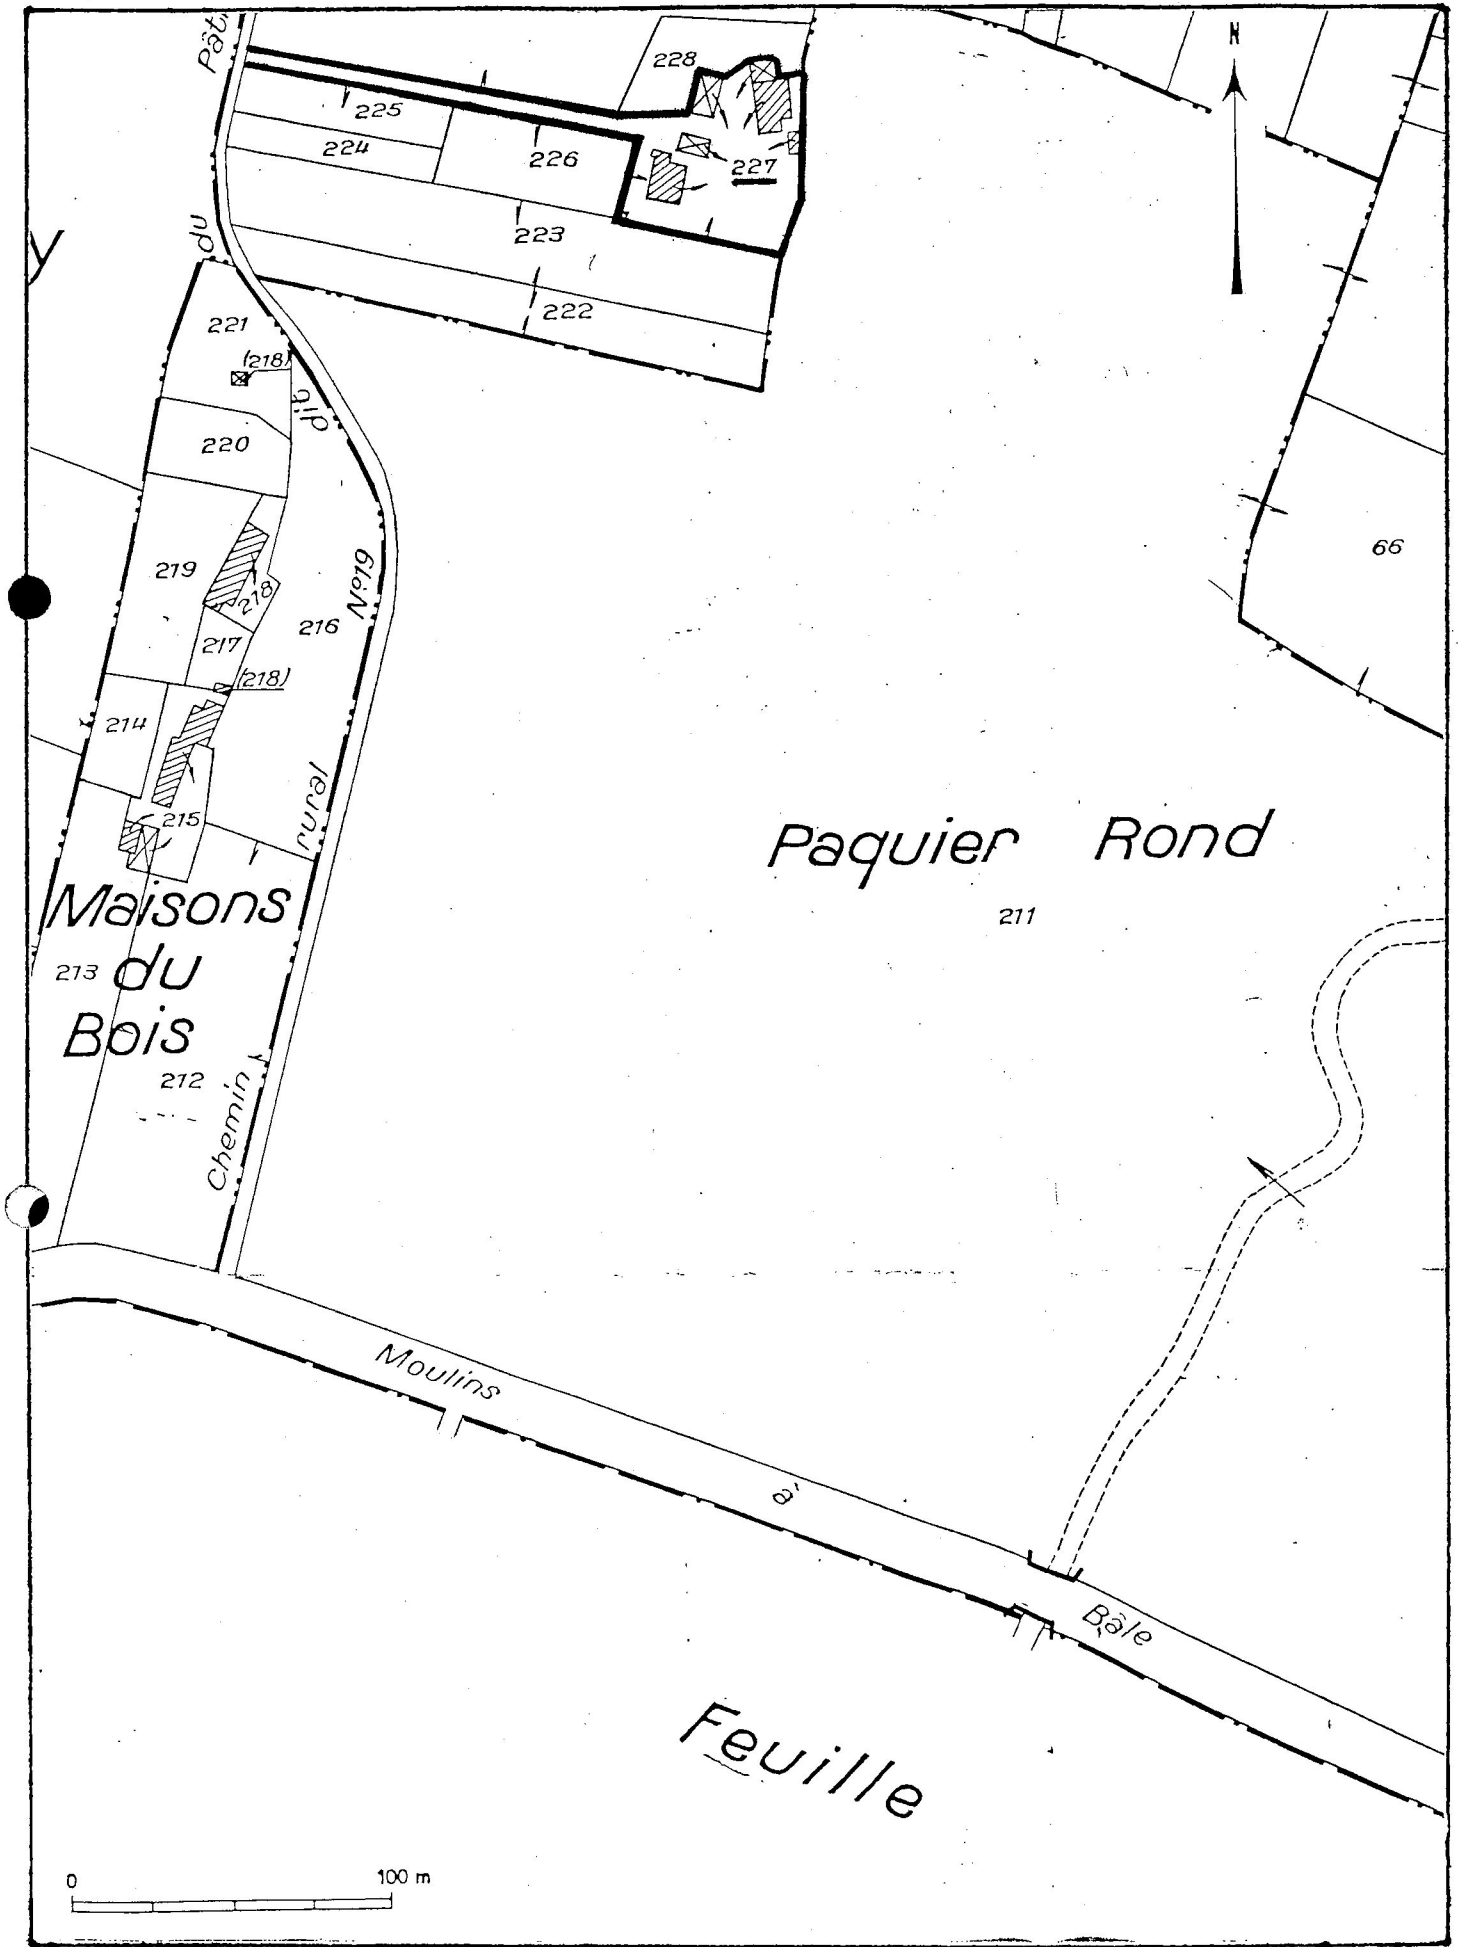 Pât
N
228
225
224
226
227
du
y
223
222
221
(218)
dit
220
219
218
N°19
216
217
(218)
214
rural
215
66
Paquier Rond
211
Maisons
213 du
Bois
212
Chemin
Moulins
à
Bâle
Feuille
0 100 m